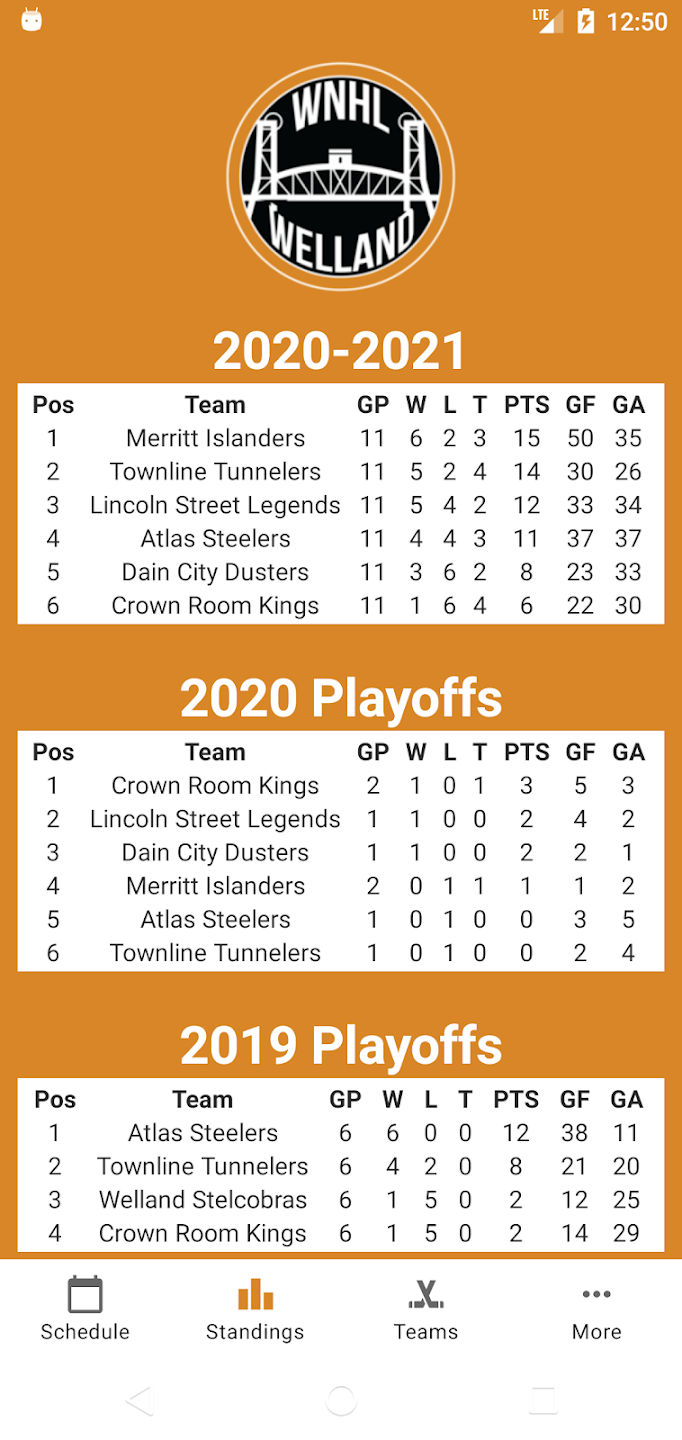 LTE 12:50
WNHL
WELLAND
2020-2021
Pos Team GP W L T PTS GF GA
1 Merritt Islanders 11 6 2 3 15 50 35
2 Townline Tunnelers 11 5 2 4 14 30 26
3 Lincoln Street Legends 11 5 4 2 12 33 34
4 Atlas Steelers 11 4 4 3 11 37 37
5 Dain City Dusters 11 3 6 2 8 23 33
6 Crown Room Kings 11 1 6 4 6 22 30
2020 Playoffs
Pos Team GP W L T PTS GF GA
1 Crown Room Kings 2 1 0 1 3 5 3
2 Lincoln Street Legends 1 1 0 0 2 4 2
3 Dain City Dusters 1 1 0 0 2 2 1
4 Merritt Islanders 2 0 1 1 1 1 2
5 Atlas Steelers 1 0 1 0 0 3 5
6 Townline Tunnelers 1 0 1 0 0 2 4
2019 Playoffs
Pos Team GP W L T PTS GF GA
1 Atlas Steelers 6 6 0 0 12 38 11
2 Townline Tunnelers 6 4 2 0 8 21 20
3 Welland Stelcobras 6 1 5 0 2 12 25
4 Crown Room Kings 6 1 5 0 2 14 29
Schedule Standings Teams More